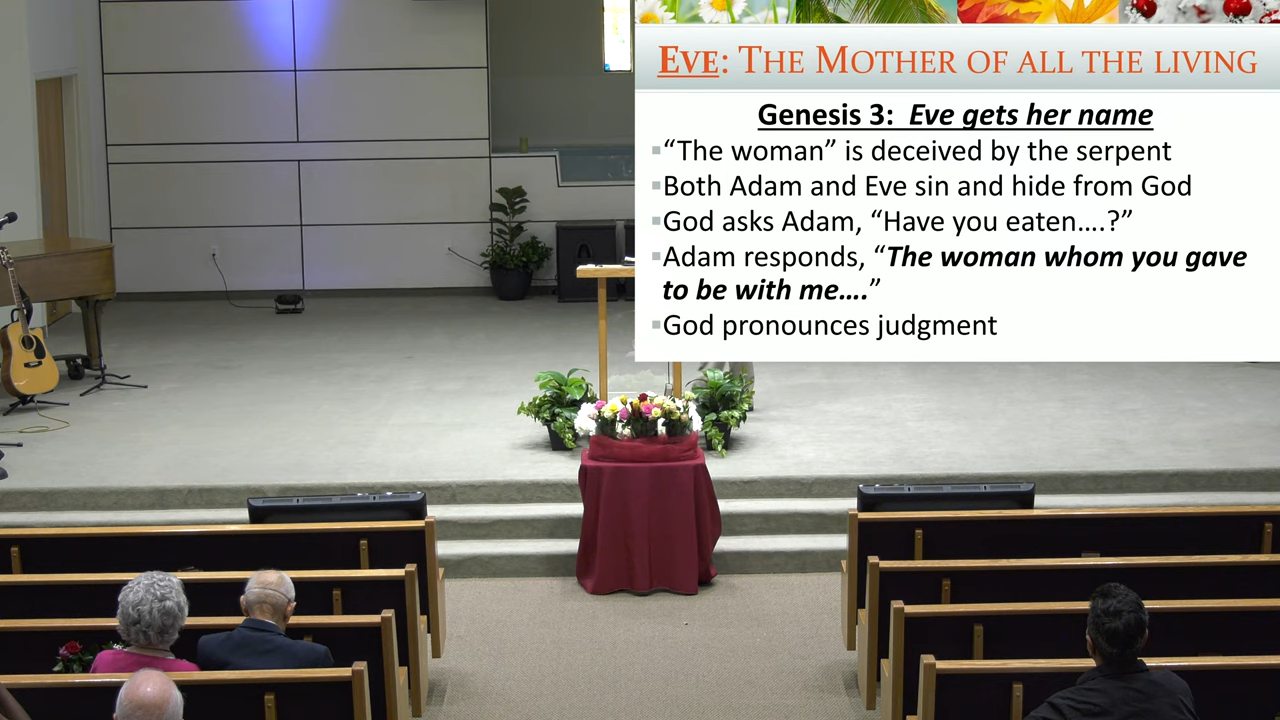 EVE: THE MOTHER OF ALL THE LIVING
Genesis 3: Eve gets her name
“The woman” is deceived by the serpent
Both Adam and Eve sin and hide from God
God asks Adam, “Have you eaten….?”
Adam responds, “The woman whom you gave
to be with me….”
God pronounces judgment